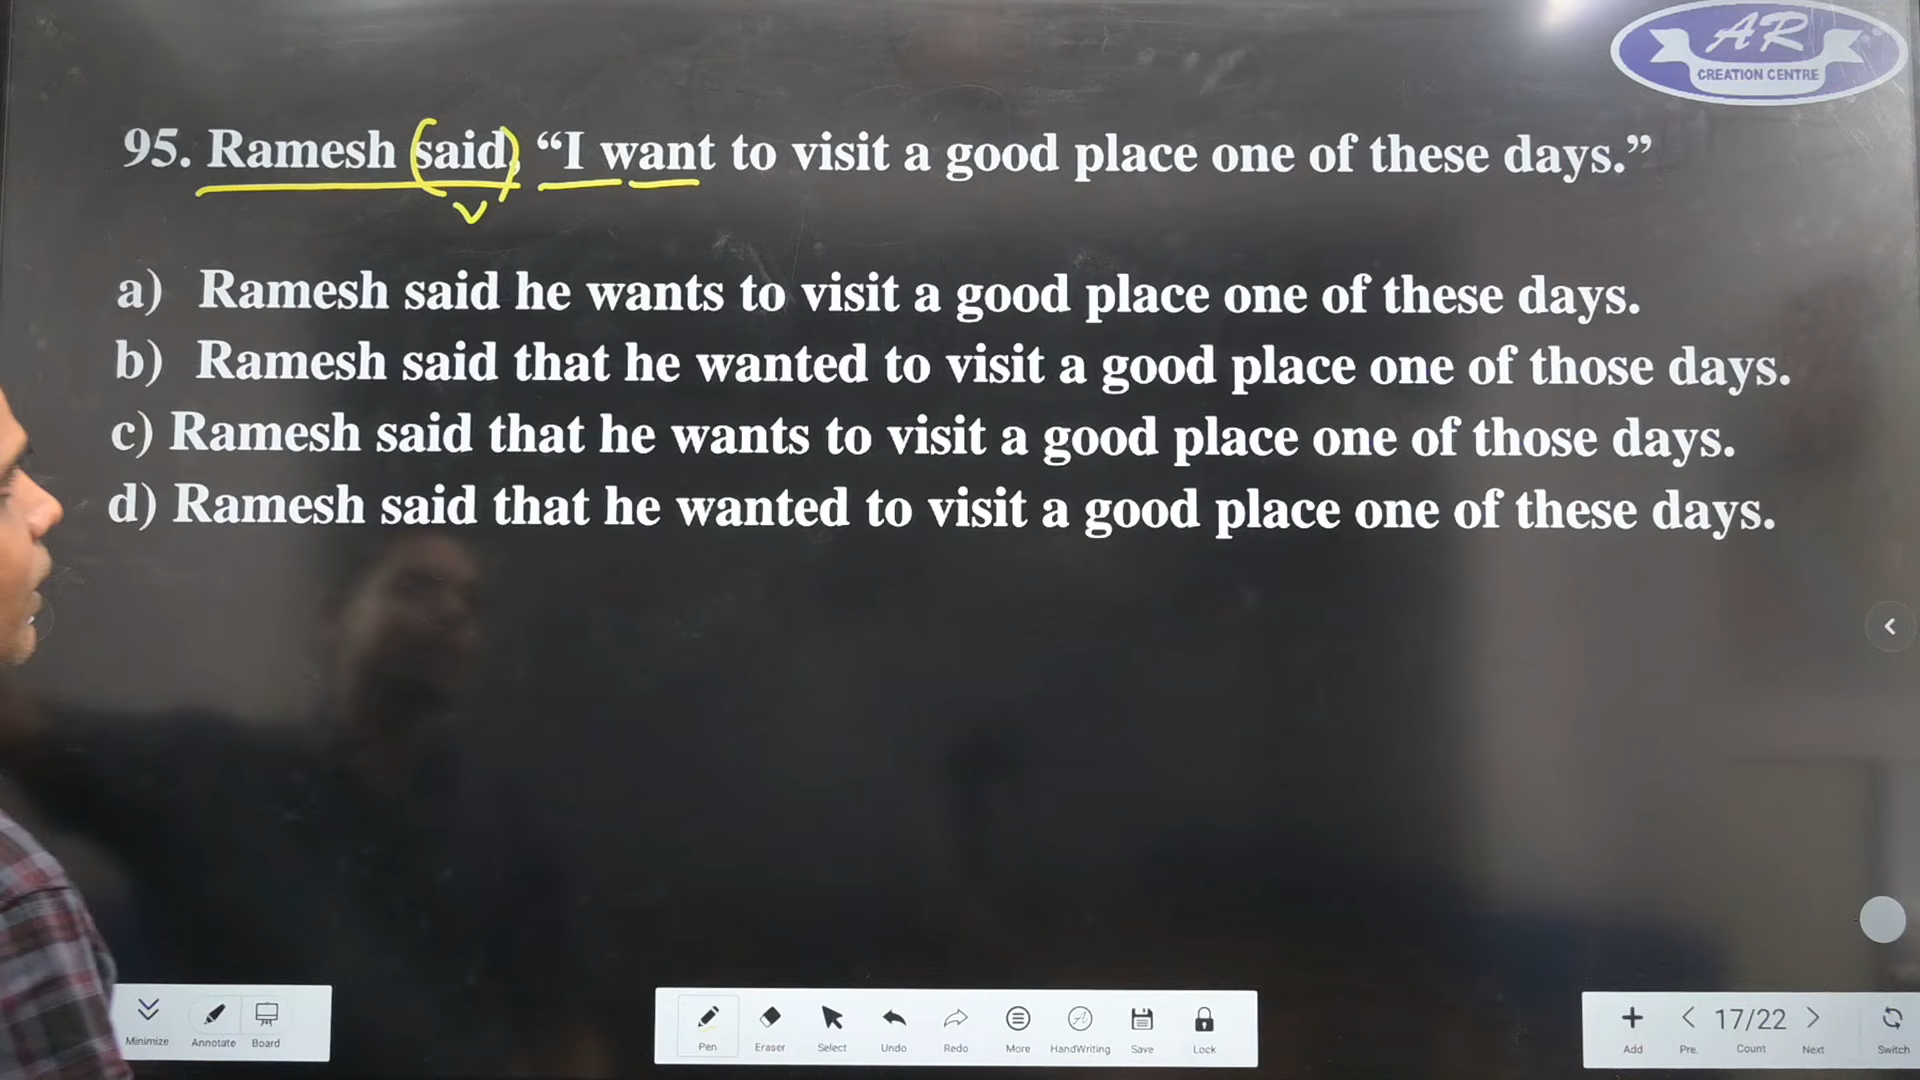 AR
CREATION CENTRE
95. Ramesh said, “I want to visit a good place one of these days.”
a) Ramesh said he wants to visit a good place one of these days.
b) Ramesh said that he wanted to visit a good place one of those days.
c) Ramesh said that he wants to visit a good place one of those days.
d) Ramesh said that he wanted to visit a good place one of these days.
Minimize Annotate Board Pen Eraser Select Undo Redo More HandWriting Save Lock 17/22 Add Pre. Count Next Switch